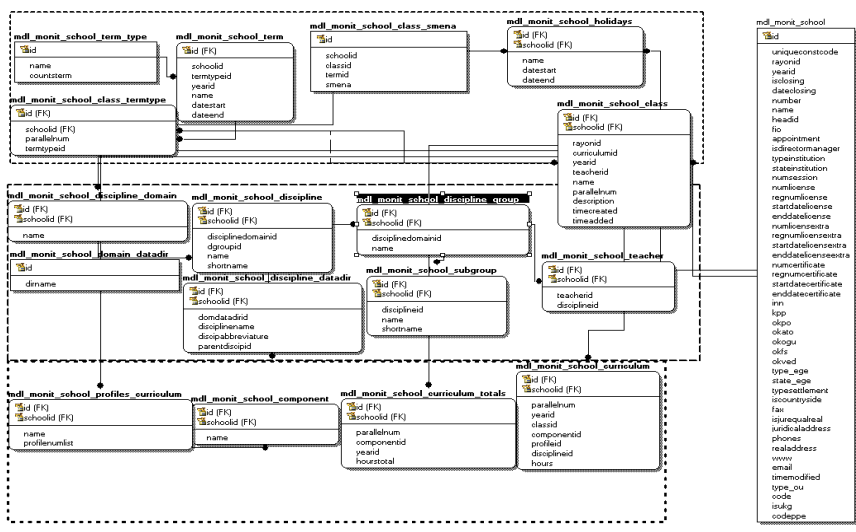 mdl_monit_school_term_type
id
name
countsterm
mdl_monit_school_term
id (FK)
schoolid
termtypeid
yearid
name
datestart
dateend
mdl_monit_school_class_smena
id
schoolid
classid
termid
smena
mdl_monit_school_holidays
id (FK)
schoolid (FK)
name
datestart
dateend
mdl_monit_school_class_termtype
id (FK)
schoolid (FK)
parallelnum
termtypeid
mdl_monit_school_class
id (FK)
schoolid (FK)
rayonid
curriculumid
yearid
teacherid
name
parallelnum
description
timecreated
timeadded
mdl_monit_school_discipline_domain
id (FK)
schoolid (FK)
name
mdl_monit_school_discipline
id (FK)
schoolid (FK)
disciplinedomainid
dgroupid
name
shortname
mdl_monit_school_discipline_group
id (FK)
schoolid (FK)
disciplinedomainid
name
mdl_monit_school_domain_datadir
id
dirname
mdl_monit_school_discipline_datadir
id (FK)
schoolid (FK)
domdatadrid
disciplinename
discipabbreviature
parentdiscipid
mdl_monit_school_subgroup
id (FK)
schoolid (FK)
disciplineid
name
shortname
mdl_monit_school_teacher
id (FK)
schoolid (FK)
teacherid
disciplineid
mdl_monit_school_profiles_curriculum
id (FK)
schoolid (FK)
name
profilenumlist
mdl_monit_school_component
id (FK)
schoolid (FK)
name
mdl_monit_school_curriculum_totals
id (FK)
schoolid (FK)
parallelnum
componentid
yearid
hourstotal
mdl_monit_school_curriculum
id (FK)
schoolid (FK)
parallelnum
yearid
classid
componentid
profileid
disciplineid
hours
mdl_monit_school
id
uniqueconstcode
rayonid
yearid
isclosing
dateclosing
number
name
headid
fio
appointment
isdirectormanager
typeinstitution
stateinstitution
numsession
numlicense
regnumlicense
startdatelicense
enddatelicense
numlicensextra
regnumlicensextra
startdatelicensextra
enddatelicenseextra
numcertificate
regnumcertificate
startdatecertificate
enddatecertificate
inn
kpp
okpo
okato
okogu
okfs
okved
type_ege
state_ege
typesettlement
iscountryside
fax
isjurequalreal
juridicaladdress
phones
realaddress
www
email
timemodified
type_ou
code
isukg
codeppe